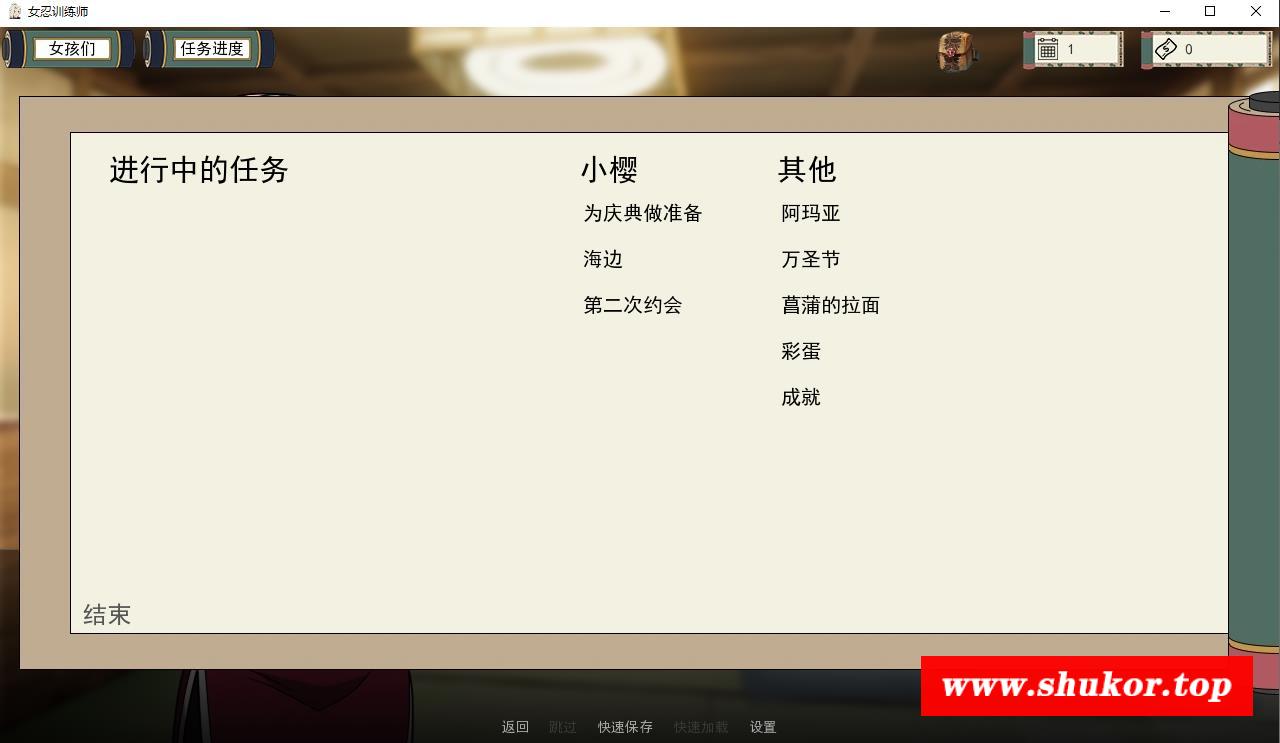 女忍训练师
女孩们
任务进度
1
0
进行中的任务
小樱
其他
为庆典做准备
阿玛亚
海边
万圣节
第二次约会
菖蒲的拉面
彩蛋
成就
结束
www.shukor.top
返回
跳过
快速保存
快速加载
设置